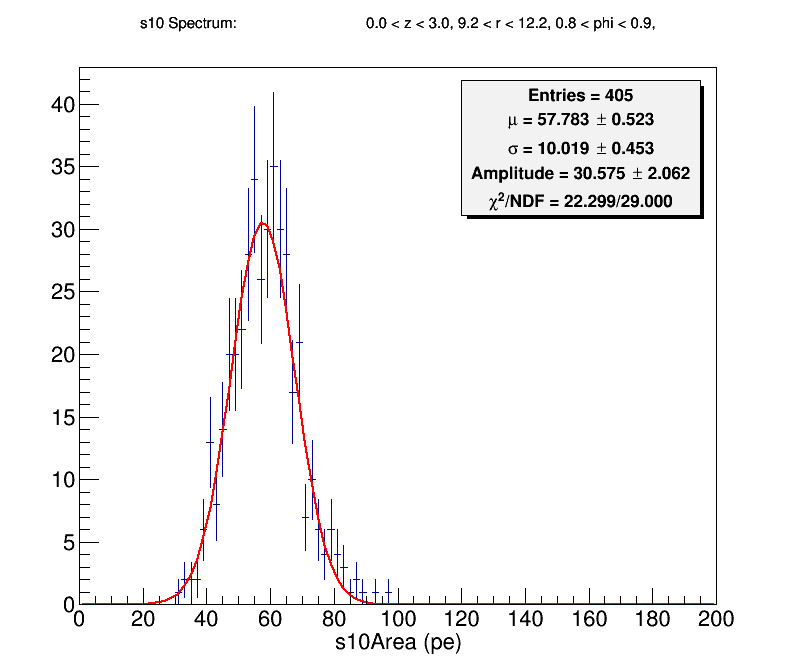 s10 Spectrum: 0.0 < z < 3.0, 9.2 < r < 12.2, 0.8 < phi < 0.9,
Entries = 405
μ = 57.783 ± 0.523
σ = 10.019 ± 0.453
Amplitude = 30.575 ± 2.062
χ²/NDF = 22.299/29.000
40
35
30
25
20
15
10
5
0
0 20 40 60 80 100 120 140 160 180 200
s10Area (pe)